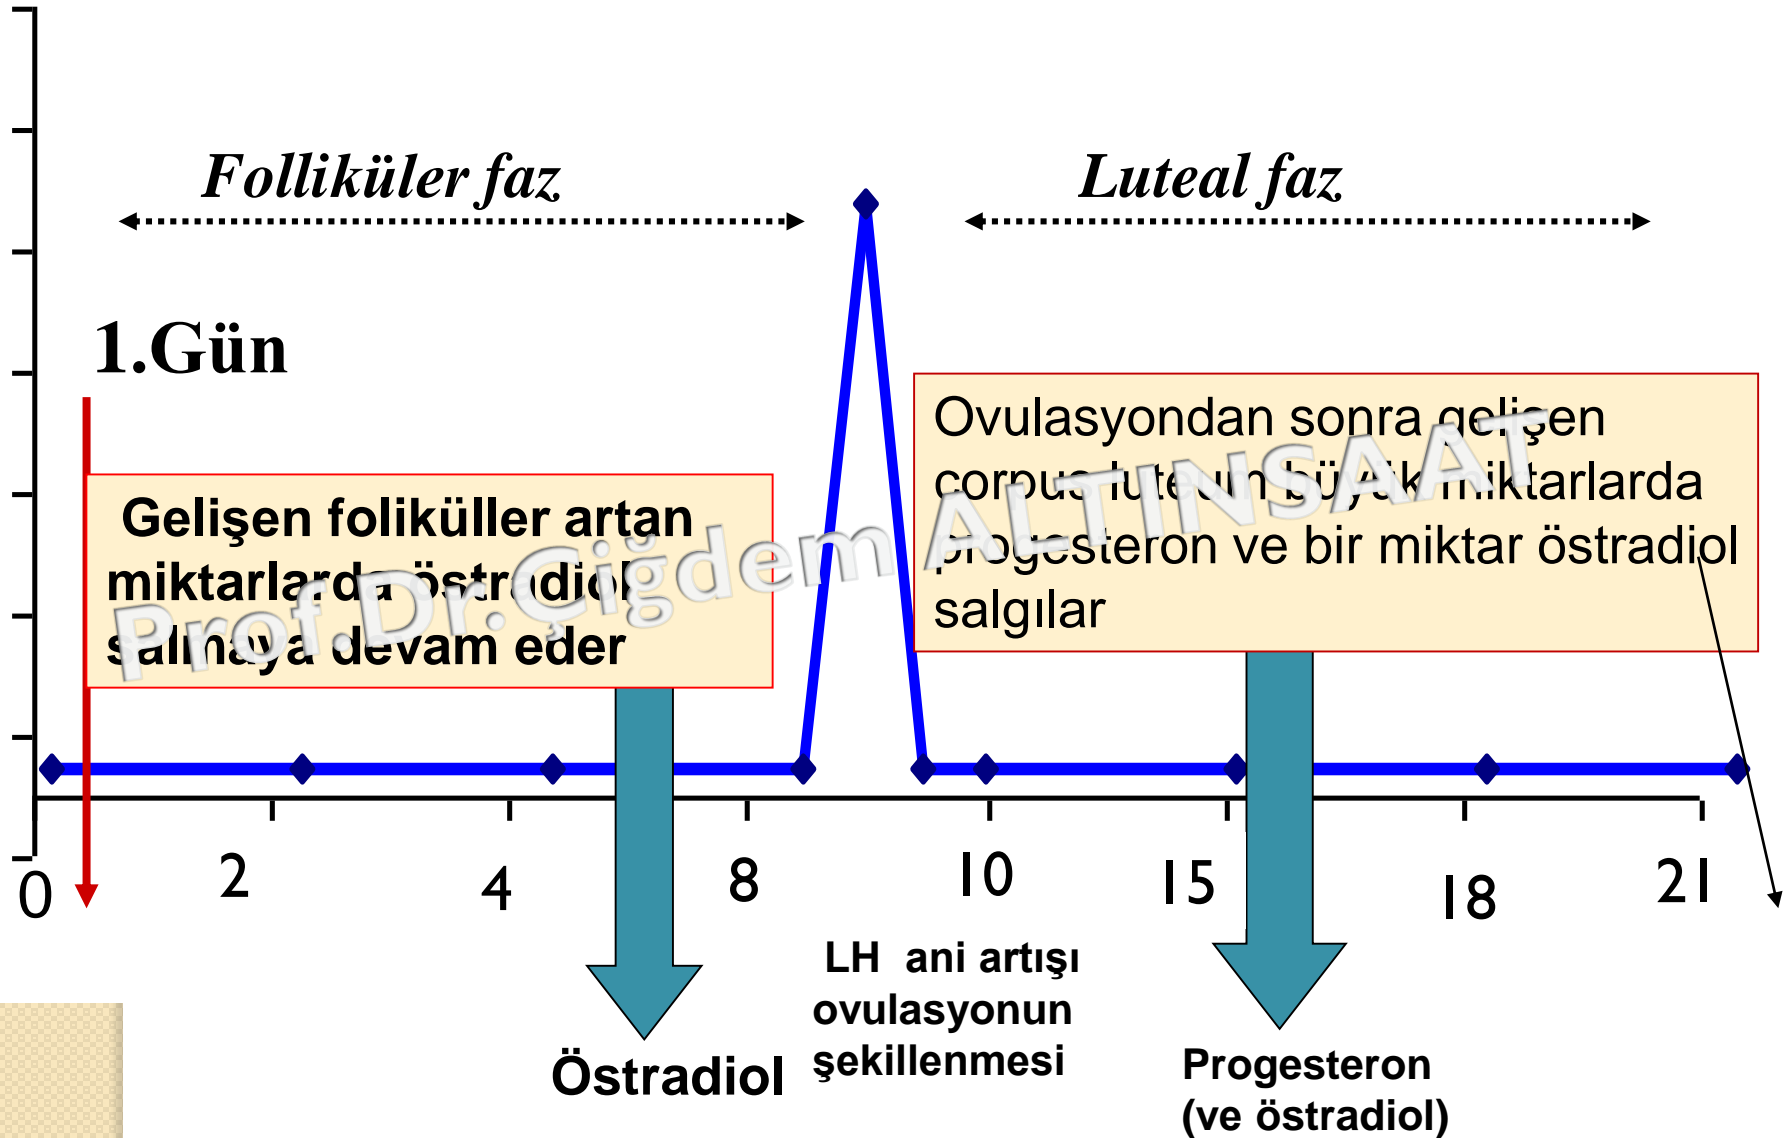 Folliküler faz
Luteal faz
1.Gün
Gelişen foliküller artan
miktarlarda östradiol
salmaya devam eder
Ovulasyondan sonra gelişen
corpus luteum büyük miktarlarda
progesteron ve bir miktar östradiol
salgılar
Prof.Dr.Çiğdem ALTINSAAT
0 2 4 8 10 15 18 21
LH ani artışı
ovulasyonun
şekillenmesi
Östradiol
Progesteron
(ve östradiol)